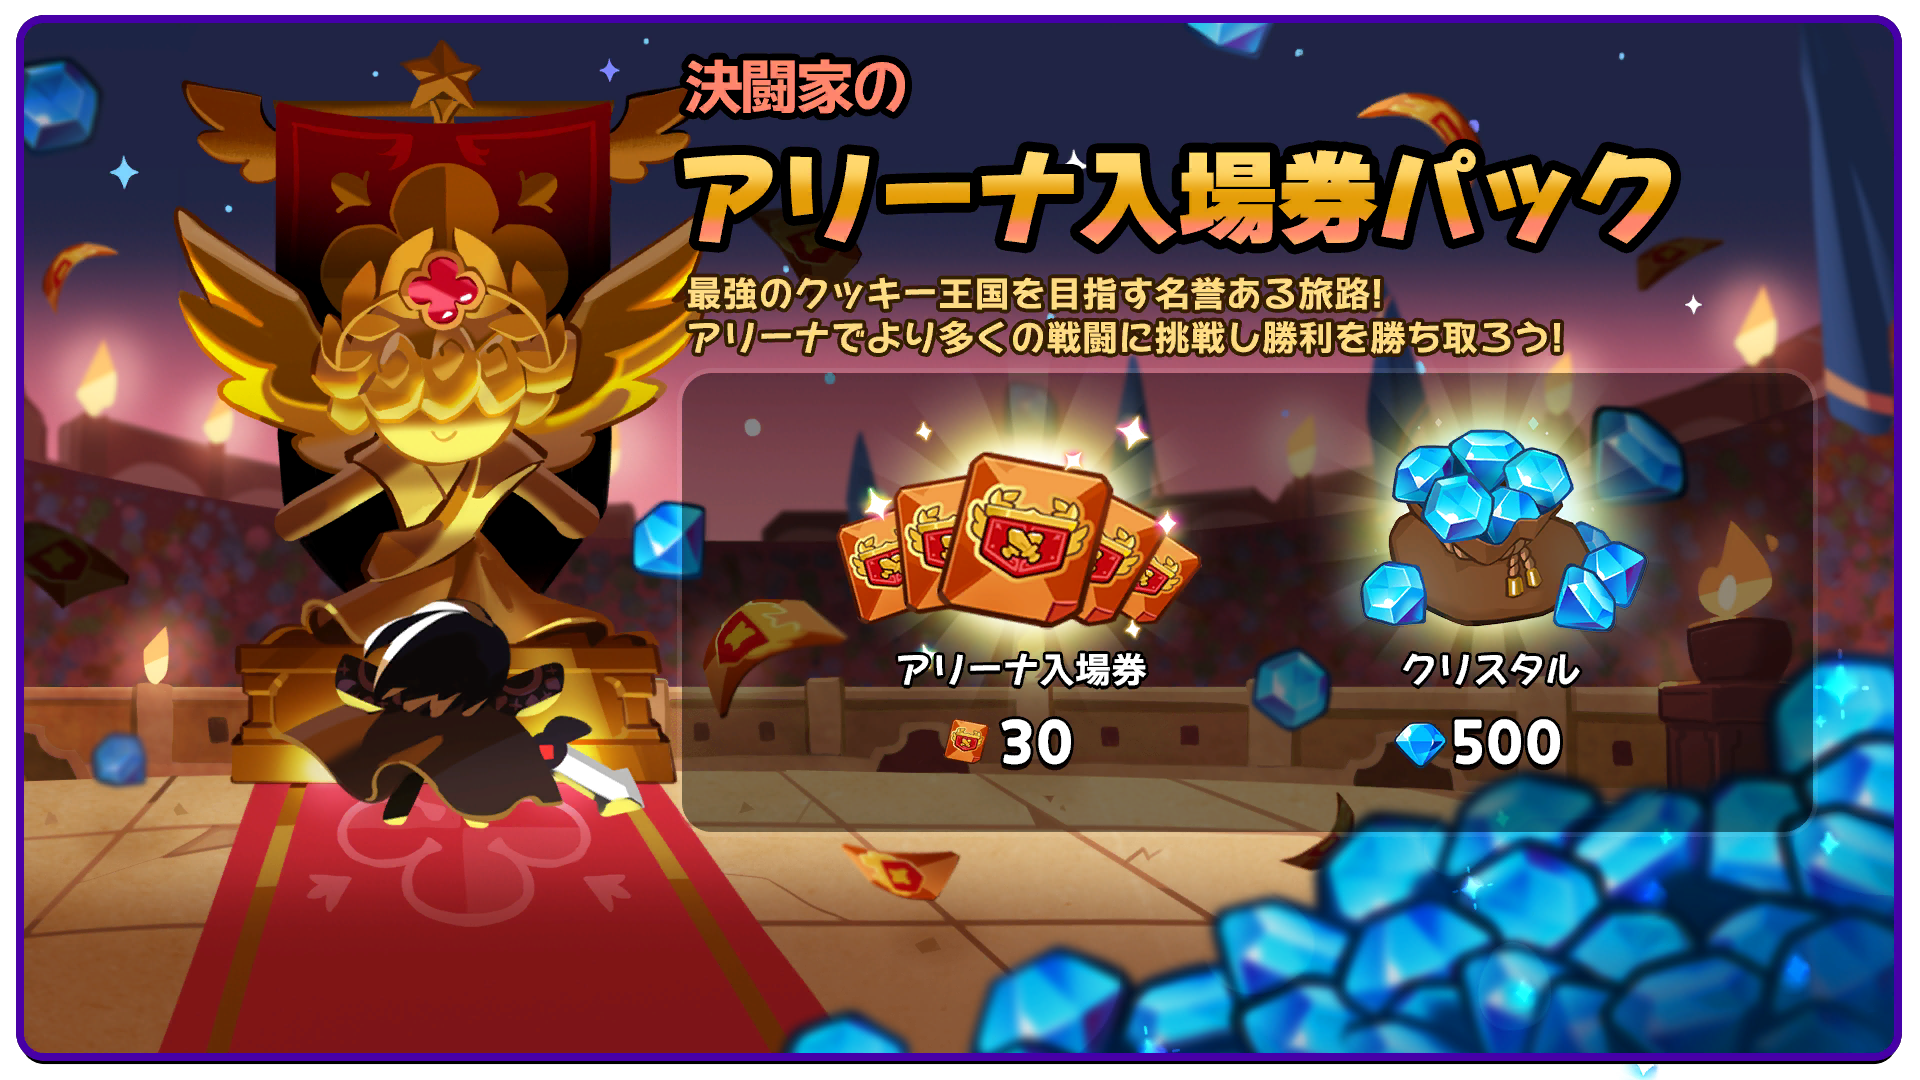 決闘家の
アリーナ入場券パック
最強のクッキー王国を目指す名誉ある旅路!
アリーナでより多くの戦闘に挑戦し勝利を勝ち取ろう!
アリーナ入場券
クリスタル
30
500